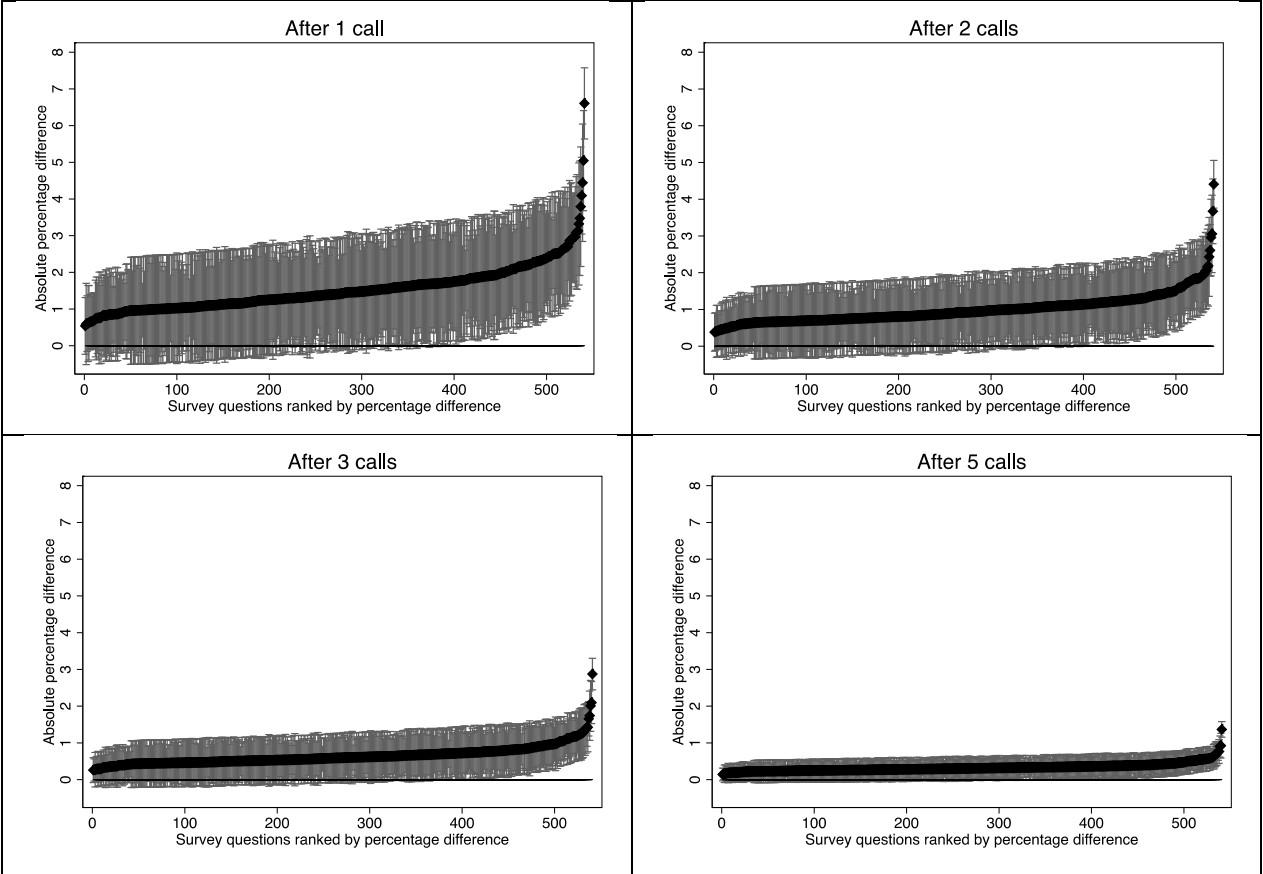 After 1 call
Absolute percentage difference
8
7
6
5
4
3
2
1
0
0 100 200 300 400 500
Survey questions ranked by percentage difference
After 2 calls
Absolute percentage difference
8
7
6
5
4
3
2
1
0
0 100 200 300 400 500
Survey questions ranked by percentage difference
After 3 calls
Absolute percentage difference
8
7
6
5
4
3
2
1
0
0 100 200 300 400 500
Survey questions ranked by percentage difference
After 5 calls
Absolute percentage difference
8
7
6
5
4
3
2
1
0
0 100 200 300 400 500
Survey questions ranked by percentage difference